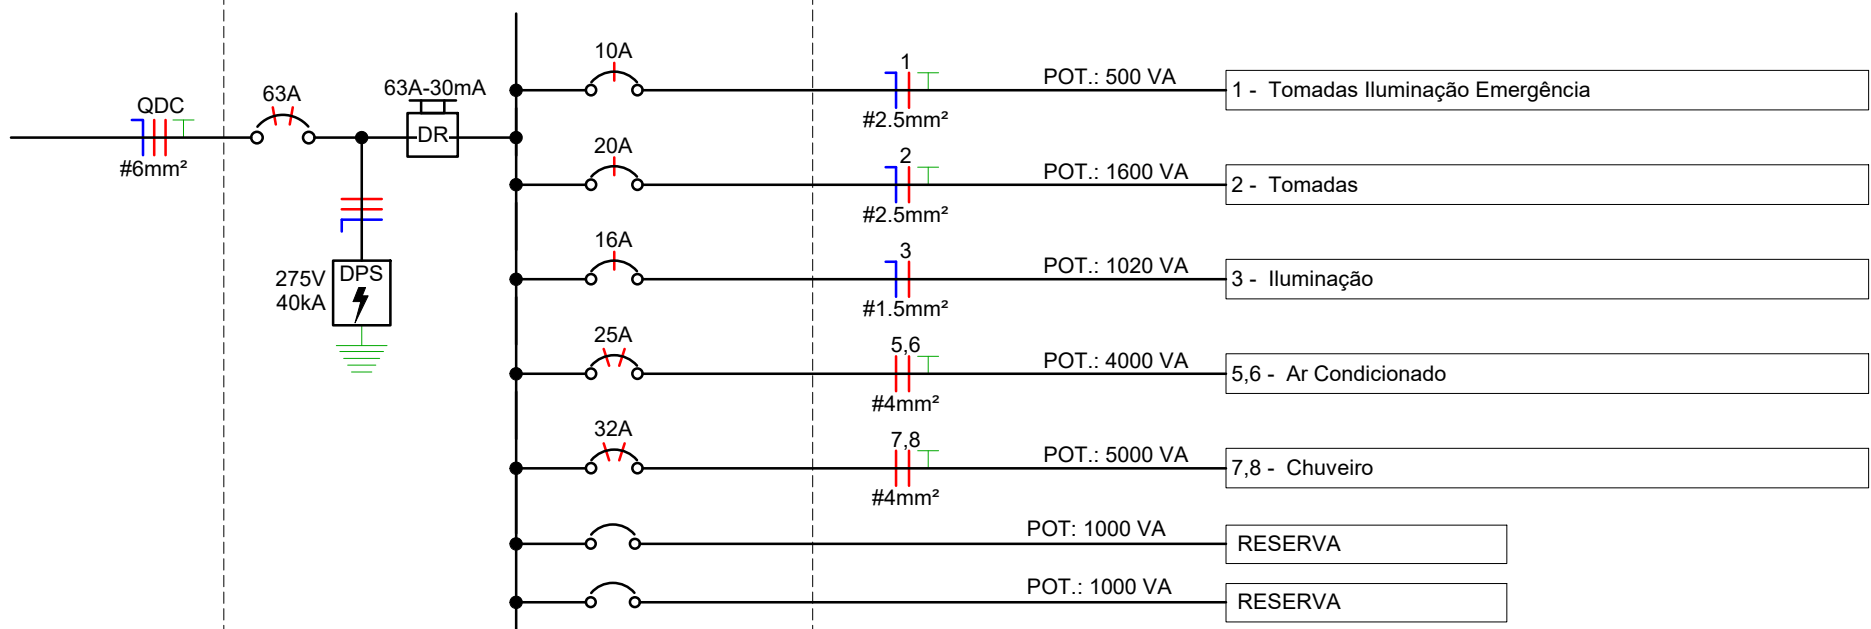 QDC
#6mm²
63A
63A-30mA
DR
275V
40kA
DPS
10A
1
#2.5mm²
POT.: 500 VA
1 - Tomadas Iluminação Emergência
20A
2
#2.5mm²
POT.: 1600 VA
2 - Tomadas
16A
3
#1.5mm²
POT.: 1020 VA
3 - Iluminação
25A
5,6
#4mm²
POT.: 4000 VA
5,6 - Ar Condicionado
32A
7,8
#4mm²
POT.: 5000 VA
7,8 - Chuveiro
POT: 1000 VA
RESERVA
POT.: 1000 VA
RESERVA